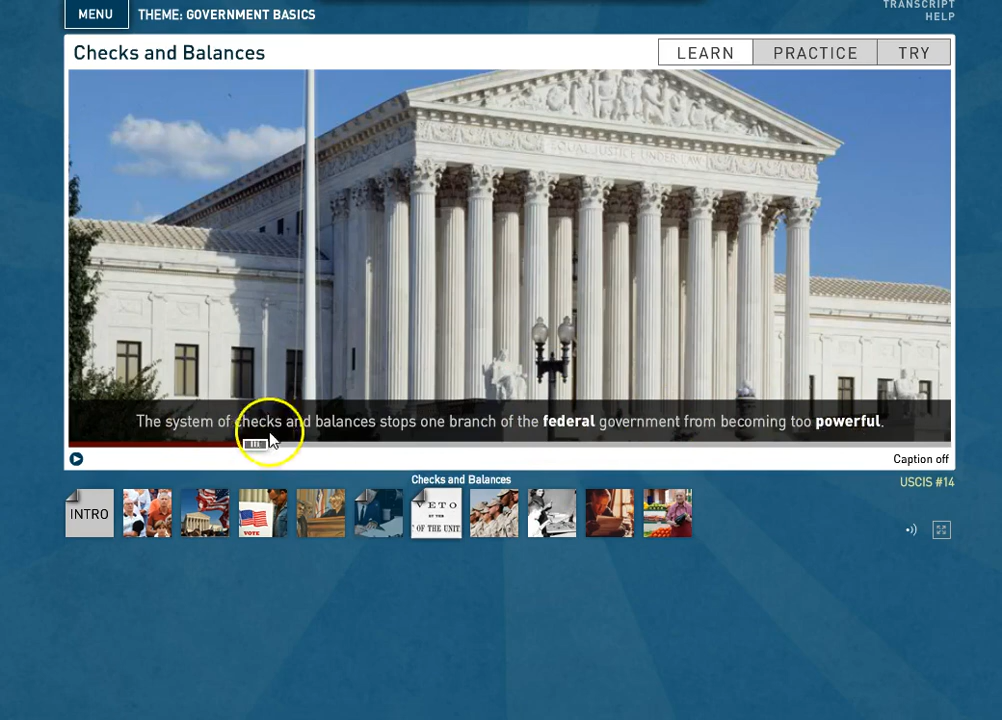 MENU
THEME: GOVERNMENT BASICS
TRANSCRIPT
HELP
Checks and Balances
LEARN
PRACTICE
TRY
EQUAL JUSTICE UNDER LAW
The system of checks and balances stops one branch of the federal government from becoming too powerful.
Caption off
Checks and Balances
USCIS #14
INTRO
VOTE
VETO
OF THE
OF THE UNIT